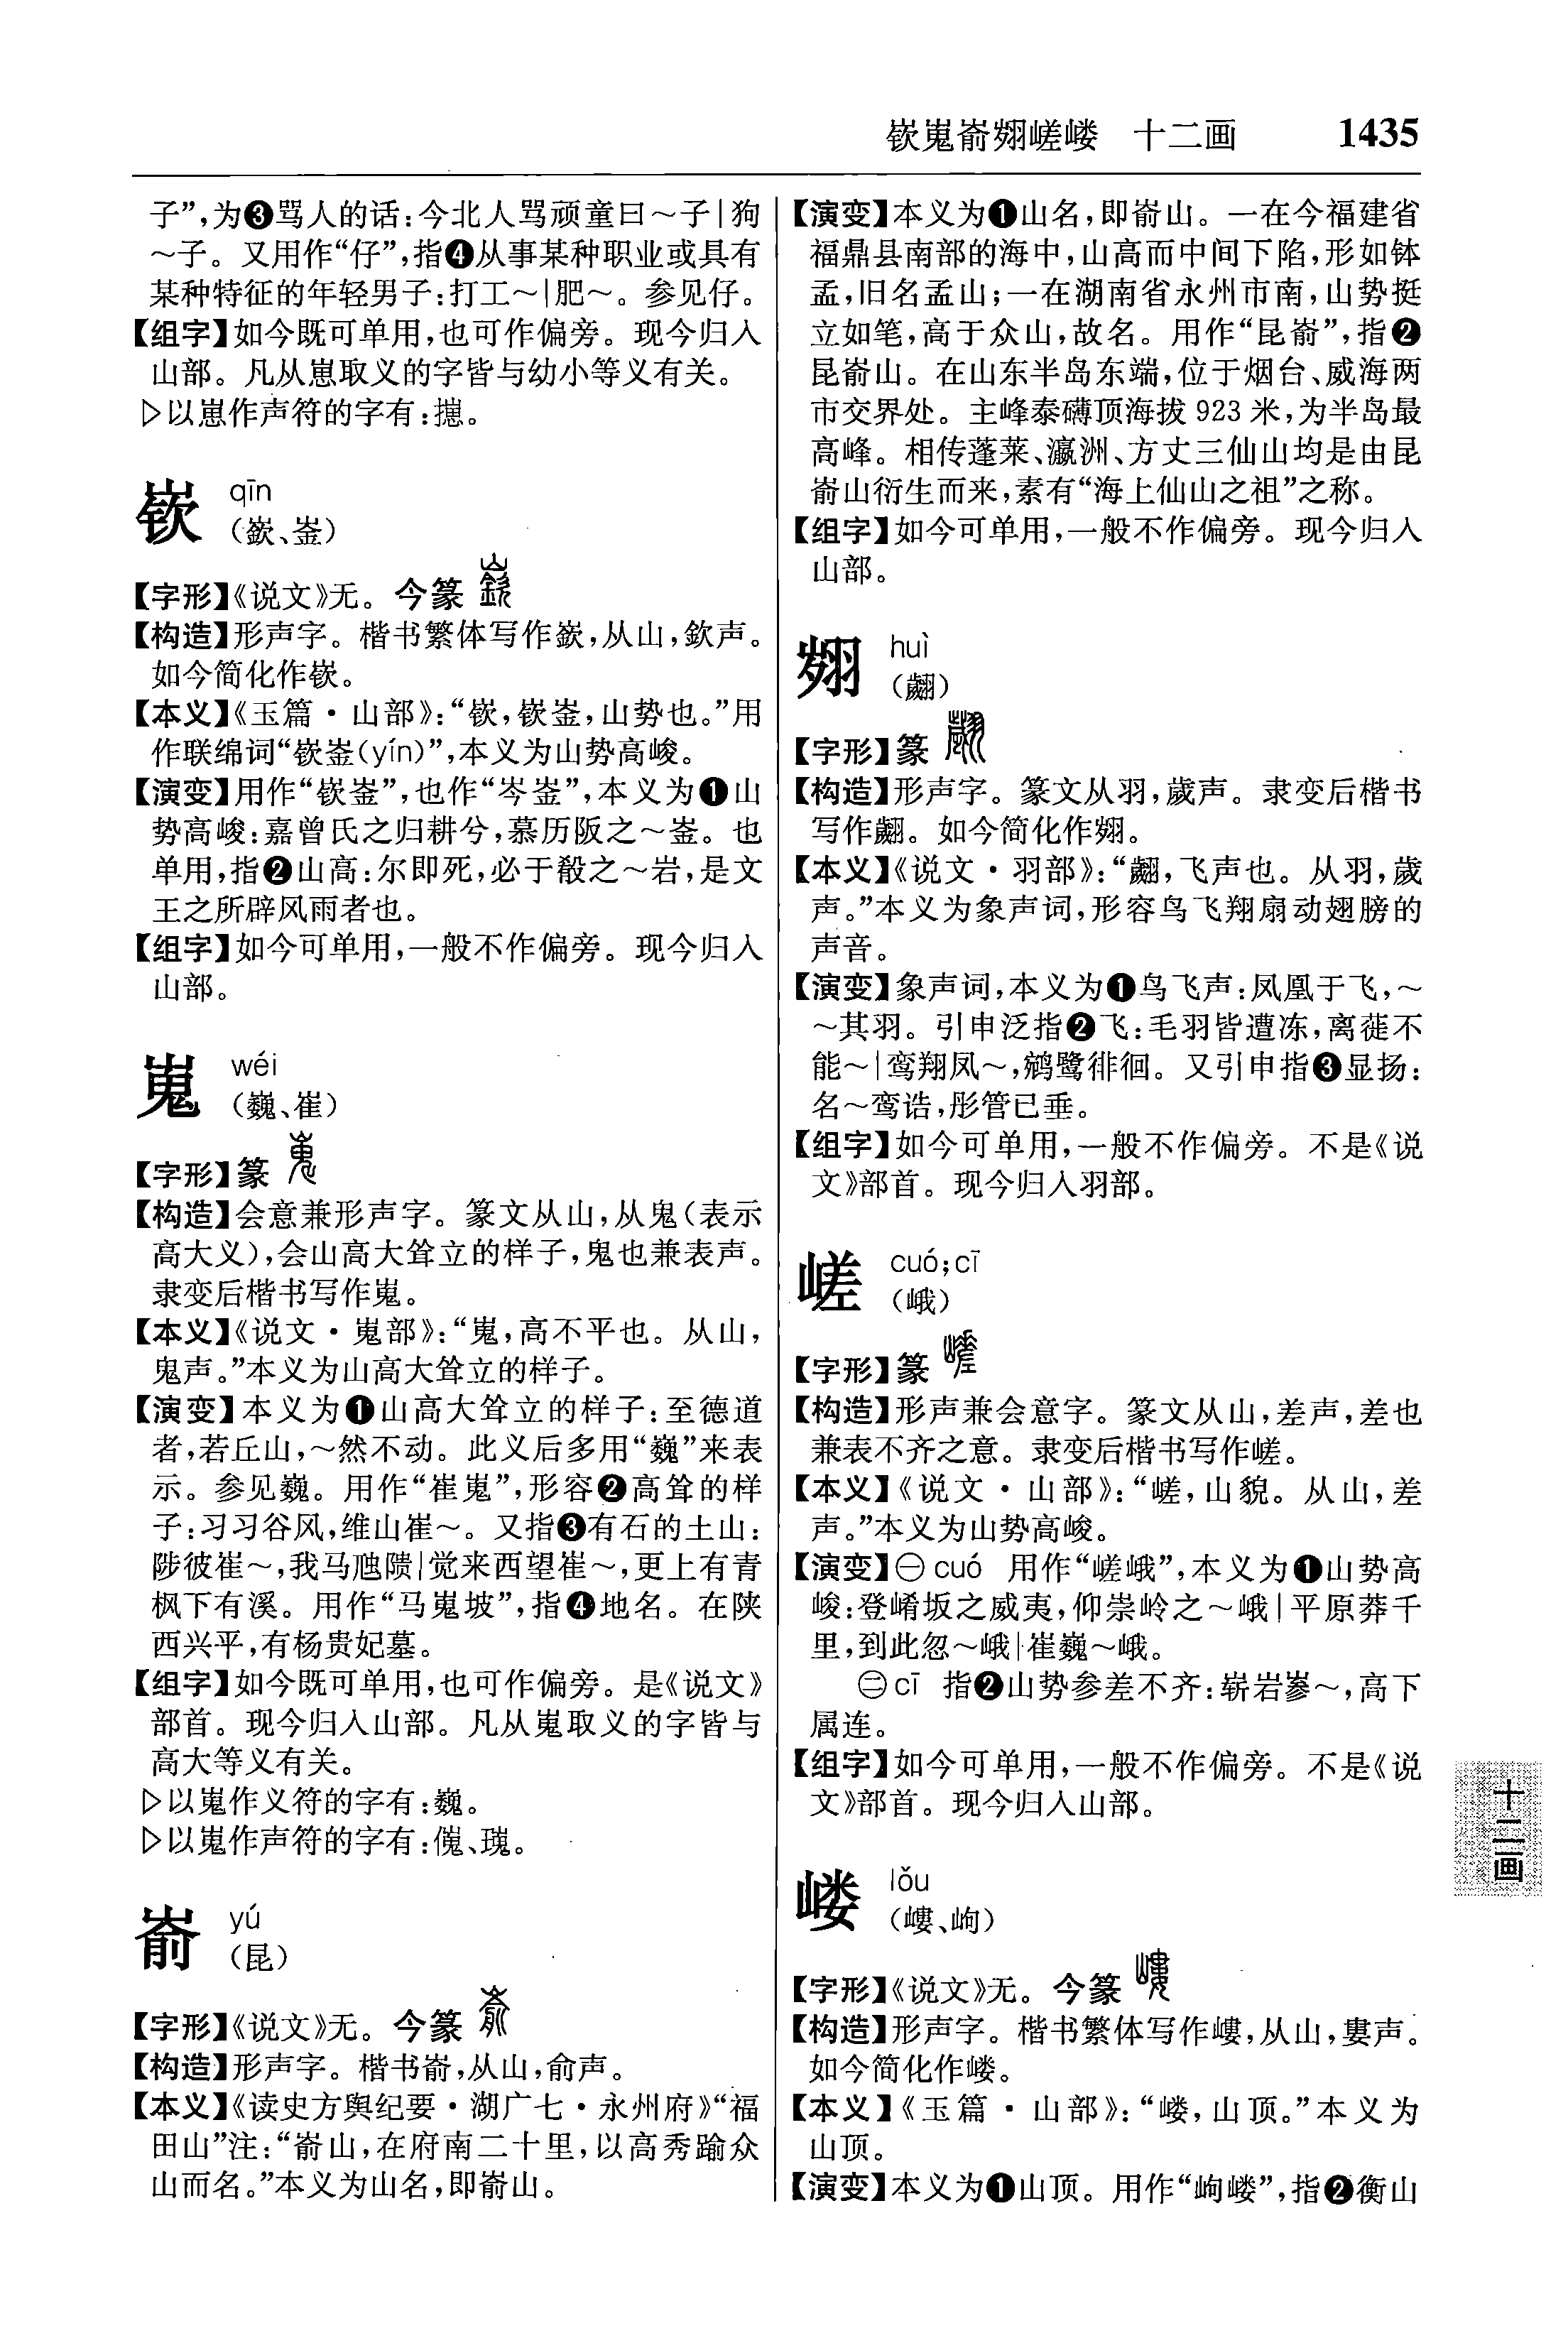 嵚嵬嵛翙嵯嵝　十二画　1435
子”,为❸骂人的话:今北人骂顽童曰～子|狗
～子。又用作“仔”,指❹从事某种职业或具有
某种特征的年轻男子:打工～|肥～。参见仔。
【组字】如今既可单用,也可作偏旁。现今归入
山部。凡从崽取义的字皆与幼小等义有关。
▷以崽作声符的字有:㧡。
嵚 qīn
(嶔、崟)
【字形】《说文》无。今篆
【构造】形声字。楷书繁体写作嶔,从山,欽声。
如今简化作嵚。
【本义】《玉篇·山部》:“嵚,嵚崟,山势也。”用
作联绵词“嵚崟(yín)”,本义为山势高峻。
【演变】用作“嵚崟”,也作“岑崟”,本义为❶山
势高峻:嘉曾氏之归耕兮,慕历阪之～崟。也
单用,指❷山高:尔即死,必于殽之～岩,是文
王之所辟风雨者也。
【组字】如今可单用,一般不作偏旁。现今归入
山部。
嵬 wéi
(巍、崔)
【字形】篆
【构造】会意兼形声字。篆文从山,从鬼(表示
高大义),会山高大耸立的样子,鬼也兼表声。
隶变后楷书写作嵬。
【本义】《说文·嵬部》:“嵬,高不平也。从山,
鬼声。”本义为山高大耸立的样子。
【演变】本义为❶山高大耸立的样子:至德道
者,若丘山,～然不动。此义后多用“巍”来表
示。参见巍。用作“崔嵬”,形容❷高耸的样
子:习习谷风,维山崔～。又指❸有石的土山:
陟彼崔～,我马虺隤|觉来西望崔～,更上有青
枫下有溪。用作“马嵬坡”,指❹地名。在陕
西兴平,有杨贵妃墓。
【组字】如今既可单用,也可作偏旁。是《说文》
部首。现今归入山部。凡从嵬取义的字皆与
高大等义有关。
▷以嵬作义符的字有:巍。
▷以嵬作声符的字有:傀、瑰。
嵛 yú
(昆)
【字形】《说文》无。今篆
【构造】形声字。楷书嵛,从山,俞声。
【本义】《读史方舆纪要·湖广七·永州府》“福
田山”注:“嵛山,在府南二十里,以高秀踰众
山而名。”本义为山名,即嵛山。
【演变】本义为❶山名,即嵛山。一在今福建省
福鼎县南部的海中,山高而中间下陷,形如钵
盂,旧名盂山;一在湖南省永州市南,山势挺
立如笔,高于众山,故名。用作“昆嵛”,指❷
昆嵛山。在山东半岛东端,位于烟台、威海两
市交界处。主峰泰礴顶海拔923米,为半岛最
高峰。相传蓬莱、瀛洲、方丈三仙山均是由昆
嵛山衍生而来,素有“海上仙山之祖”之称。
【组字】如今可单用,一般不作偏旁。现今归入
山部。
翙 huì
(翽)
【字形】篆
【构造】形声字。篆文从羽,歲声。隶变后楷书
写作翽。如今简化作翙。
【本义】《说文·羽部》:“翽,飞声也。从羽,歲
声。”本义为象声词,形容鸟飞翔扇动翅膀的
声音。
【演变】象声词,本义为❶鸟飞声:凤凰于飞,～
～其羽。引申泛指❷飞:毛羽皆遭冻,离蓰不
能～|鸾翔凤～,鹓鹭徘徊。又引申指❸显扬:
名～鸾诰,彤管已垂。
【组字】如今可单用,一般不作偏旁。不是《说
文》部首。现今归入羽部。
嵯 cuó;cī
(峨)
【字形】篆
【构造】形声兼会意字。篆文从山,差声,差也
兼表不齐之意。隶变后楷书写作嵯。
【本义】《说文·山部》:“嵯,山貌。从山,差
声。”本义为山势高峻。
【演变】㊀cuó 用作“嵯峨”,本义为❶山势高
峻:登崤坂之威夷,仰崇岭之～峨|平原莽千
里,到此忽～峨|崔巍～峨。
㊁cī 指❷山势参差不齐:崭岩嵾～,高下
属连。
【组字】如今可单用,一般不作偏旁。不是《说
文》部首。现今归入山部。
嵝 lǒu
(嶁、岣)
【字形】《说文》无。今篆
【构造】形声字。楷书繁体写作嶁,从山,婁声。
如今简化作嵝。
【本义】《玉篇·山部》:“嵝,山顶。”本义为
山顶。
【演变】本义为❶山顶。用作“岣嵝”,指❷衡山
十二画